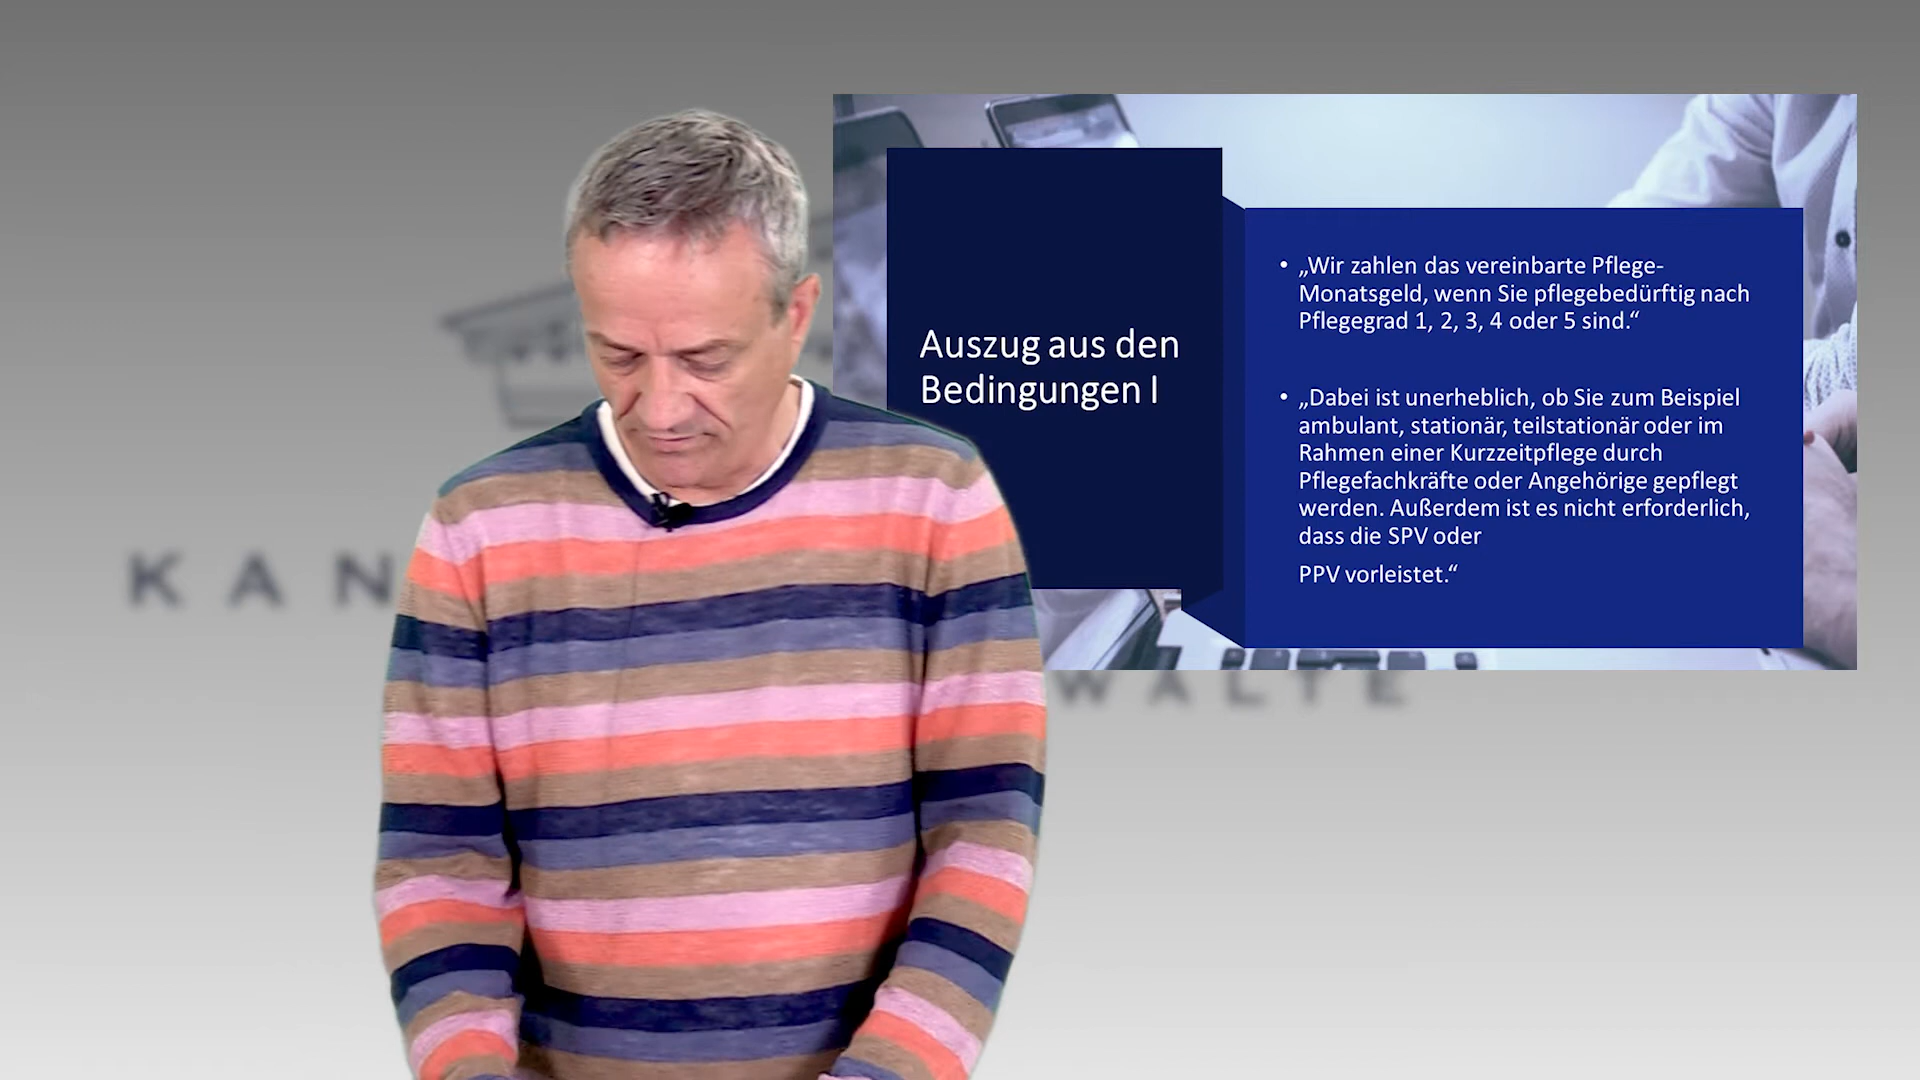 Auszug aus den
Bedingungen I
• „Wir zahlen das vereinbarte Pflege-
Monatsgeld, wenn Sie pflegebedürftig nach
Pflegegrad 1, 2, 3, 4 oder 5 sind.“
• „Dabei ist unerheblich, ob Sie zum Beispiel
ambulant, stationär, teilstationär oder im
Rahmen einer Kurzzeitpflege durch
Pflegefachkräfte oder Angehörige gepflegt
werden. Außerdem ist es nicht erforderlich,
dass die SPV oder
PPV vorleistet.“
KAN
WÄLTE